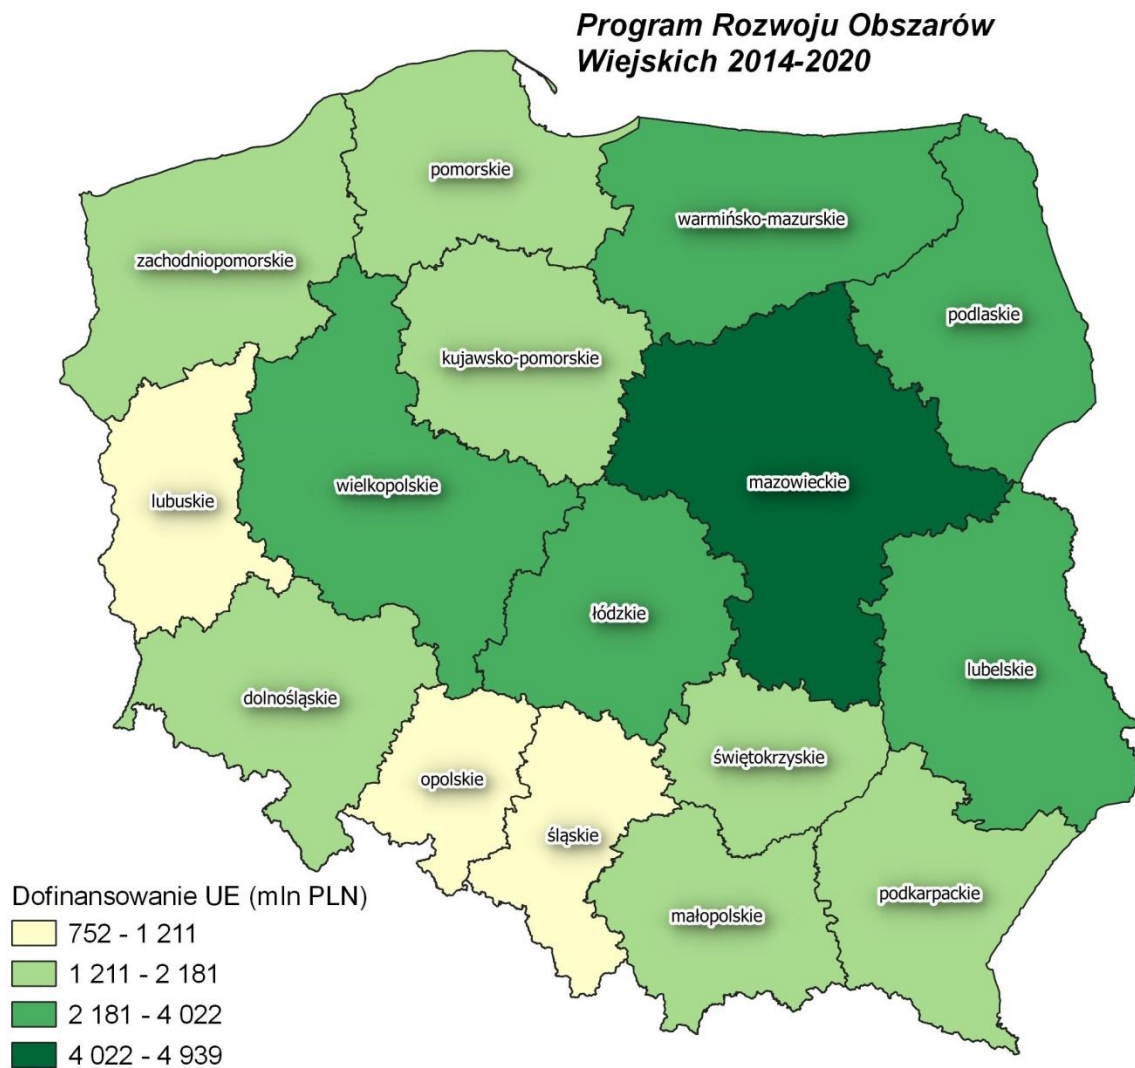 Program Rozwoju Obszarów
Wiejskich 2014-2020
pomorskie
warmińsko-mazurskie
zachodniopomorskie
podlaskie
kujawsko-pomorskie
wielkopolskie
mazowieckie
lubuskie
łódzkie
lubelskie
dolnośląskie
świętokrzyskie
opolskie
śląskie
podkarpackie
małopolskie
Dofinansowanie UE (mln PLN)
752 - 1 211
1 211 - 2 181
2 181 - 4 022
4 022 - 4 939